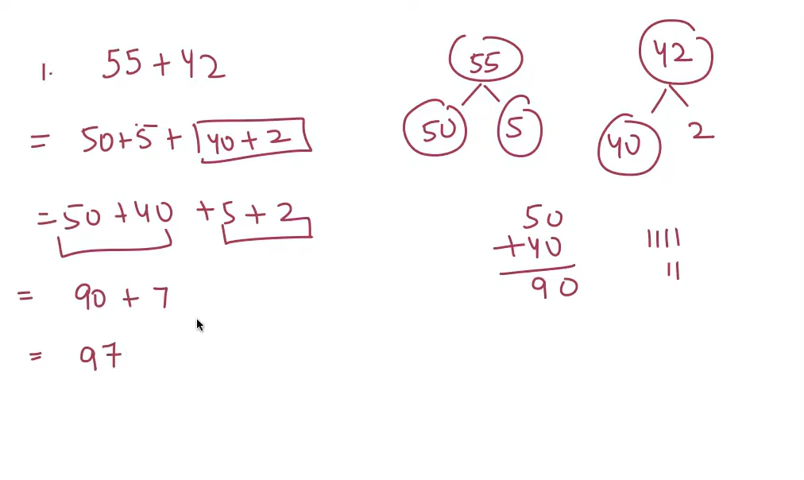 1. 55 + 42
= 50 + 5 + 40 + 2
= 50 + 40 + 5 + 2
= 90 + 7
= 97
55
50 5
42
40 2
50
+ 40
90
||||
||